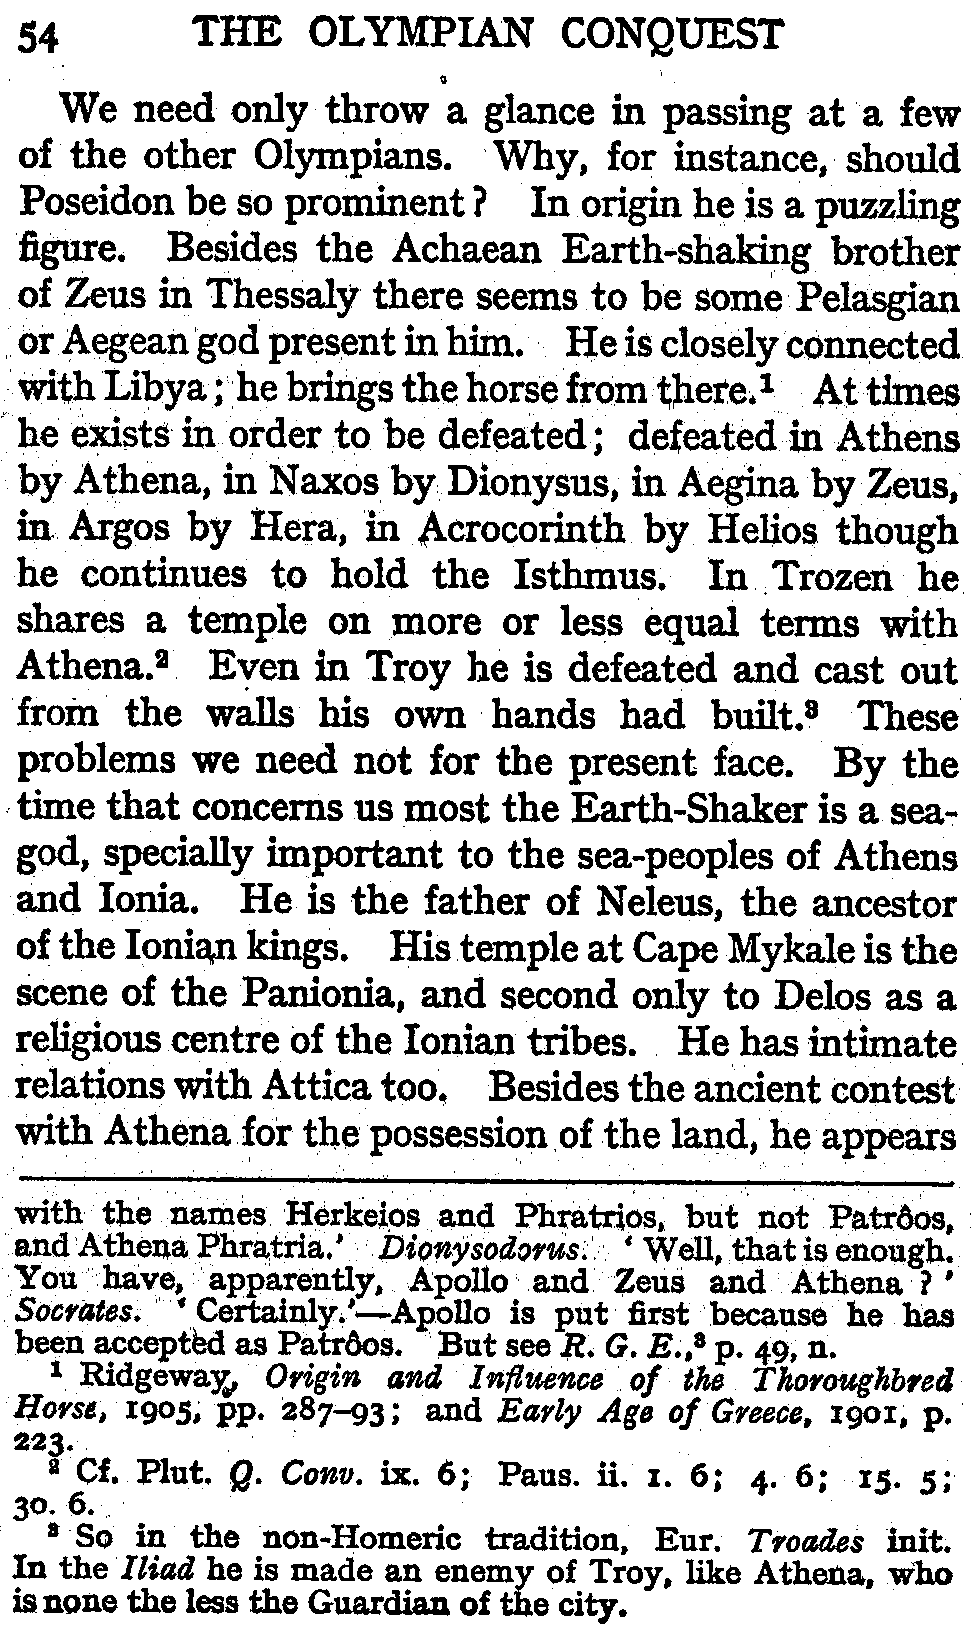 54 THE OLYMPIAN CONQUEST
We need only throw a glance in passing at a few
of the other Olympians. Why, for instance, should
Poseidon be so prominent? In origin he is a puzzling
figure. Besides the Achaean Earth-shaking brother
of Zeus in Thessaly there seems to be some Pelasgian
or Aegean god present in him. He is closely connected
with Libya; he brings the horse from there.¹ At times
he exists in order to be defeated; defeated in Athens
by Athena, in Naxos by Dionysus, in Aegina by Zeus,
in Argos by Hera, in Acrocorinth by Helios though
he continues to hold the Isthmus. In Trozen he
shares a temple on more or less equal terms with
Athena.² Even in Troy he is defeated and cast out
from the walls his own hands had built.³ These
problems we need not for the present face. By the
time that concerns us most the Earth-Shaker is a sea-
god, specially important to the sea-peoples of Athens
and Ionia. He is the father of Neleus, the ancestor
of the Ionian kings. His temple at Cape Mykale is the
scene of the Panionia, and second only to Delos as a
religious centre of the Ionian tribes. He has intimate
relations with Attica too. Besides the ancient contest
with Athena for the possession of the land, he appears
with the names Herkeios and Phratrios, but not Patrôos,
and Athena Phratria.' Dionysodorus. 'Well, that is enough.
You have, apparently, Apollo and Zeus and Athena?'
Socrates. 'Certainly.'—Apollo is put first because he has
been accepted as Patrôos. But see R. G. E.,³ p. 49, n.
¹ Ridgeway, Origin and Influence of the Thoroughbred
Horse, 1905, pp. 287–93; and Early Age of Greece, 1901, p.
223.
² Cf. Plut. Q. Conv. ix. 6; Paus. ii. 1. 6; 4. 6; 15. 5;
30. 6.
³ So in the non-Homeric tradition, Eur. Troades init.
In the Iliad he is made an enemy of Troy, like Athena, who
is none the less the Guardian of the city.